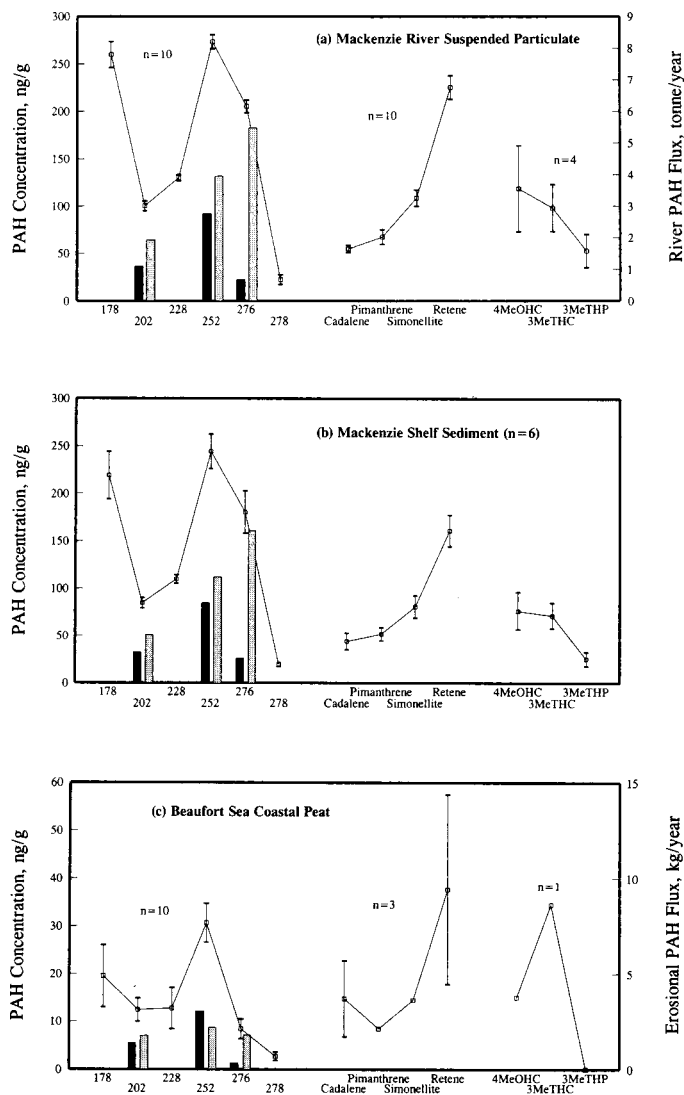 (a) Mackenzie River Suspended Particulate
n=10
n=10
n=4
PAH Concentration, ng/g
River PAH Flux, tonne/year
300
250
200
150
100
50
0
9
8
7
6
5
4
3
2
1
0
178 228 276 Pimanthrene Retene 4MeOHC 3MeTHP
202 252 278 Cadalene Simonellite 3MeTHC
(b) Mackenzie Shelf Sediment (n=6)
PAH Concentration, ng/g
300
250
200
150
100
50
0
178 228 276 Pimanthrene Retene 4MeOHC 3MeTHP
202 252 278 Cadalene Simonellite 3MeTHC
(c) Beaufort Sea Coastal Peat
n=10
n=3
n=1
PAH Concentration, ng/g
Erosional PAH Flux, kg/year
60
50
40
30
20
10
0
15
10
5
0
178 228 276 Pimanthrene Retene 4MeOHC 3MeTHP
202 252 278 Cadalene Simonellite 3MeTHC